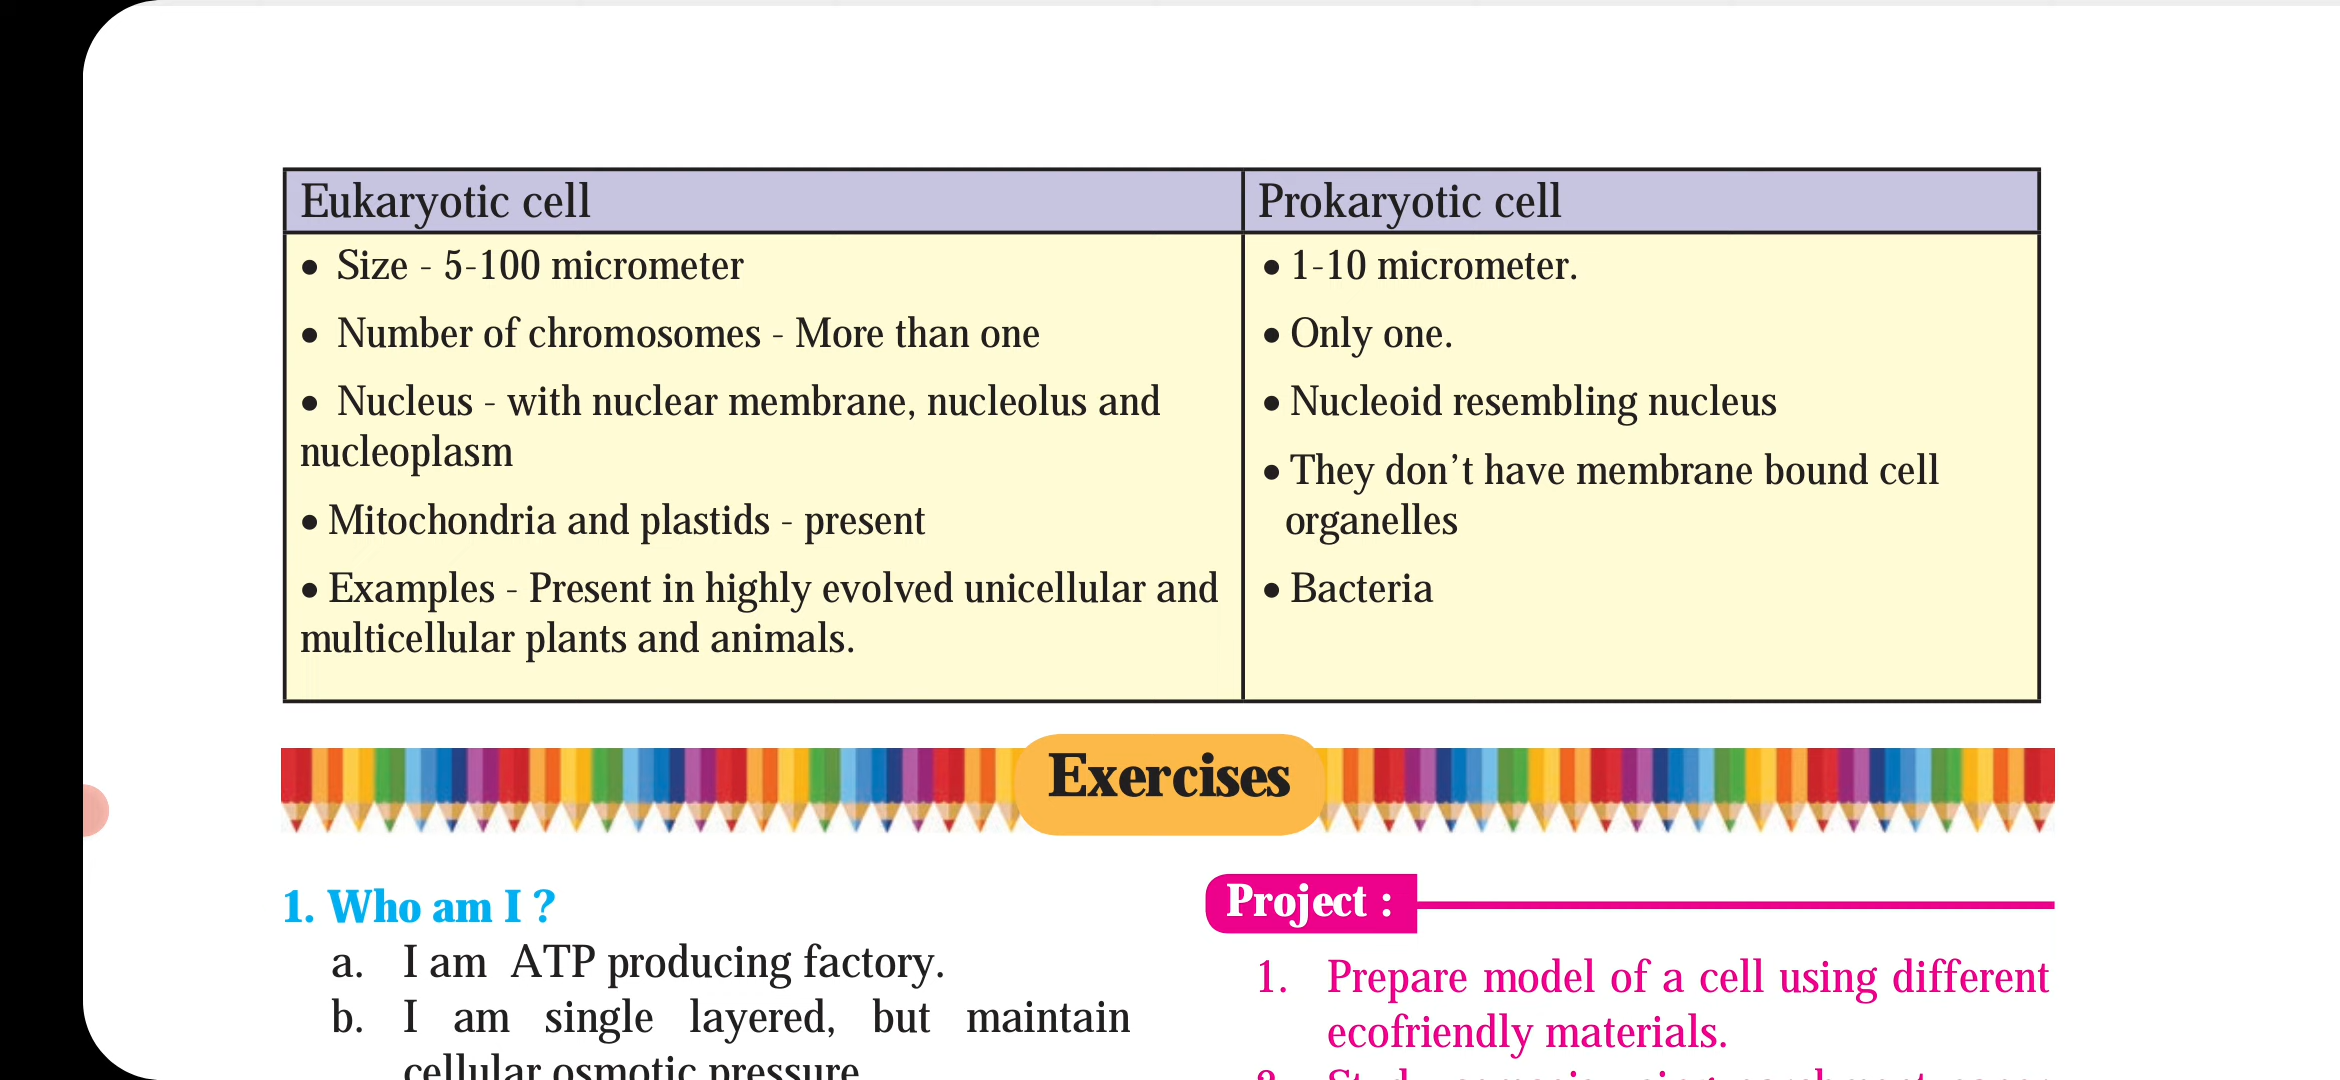 Eukaryotic cell
• Size - 5-100 micrometer
• Number of chromosomes - More than one
• Nucleus - with nuclear membrane, nucleolus and
nucleoplasm
• Mitochondria and plastids - present
• Examples - Present in highly evolved unicellular and
multicellular plants and animals.
Prokaryotic cell
• 1-10 micrometer.
• Only one.
• Nucleoid resembling nucleus
• They don’t have membrane bound cell
organelles
• Bacteria
Exercises
1. Who am I ?
a. I am ATP producing factory.
b. I am single layered, but maintain
cellular osmotic pressure
Project :
1. Prepare model of a cell using different
ecofriendly materials.